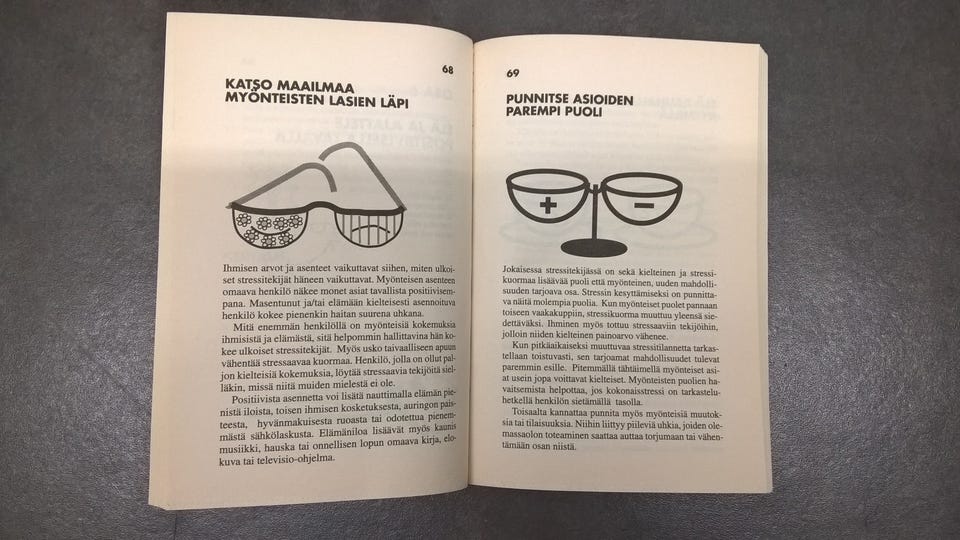 68
KATSO MAAILMAA
MYÖNTEISTEN LASIEN LÄPI
Ihmisen arvot ja asenteet vaikuttavat siihen, miten ulkoi-
set stressitekijät häneen vaikuttavat. Myönteisen asenteen
omaava henkilö näkee monet asiat tavallista positiivisem-
pana. Masentunut ja/tai elämään kielteisesti asennoituva
henkilö kokee pienenkin haitan suurena uhkana.
Mitä enemmän henkilöllä on myönteisiä kokemuksia
ihmisistä ja elämästä, sitä helpommin hallittavina hän ko-
kee ulkoiset stressitekijät. Myös usko taivaalliseen apuun
vähentää stressaavaa kuormaa. Henkilö, jolla on ollut pal-
jon kielteisiä kokemuksia, löytää stressaavia tekijöitä siel-
läkin, missä niitä muiden mielestä ei ole.
Positiivista asennetta voi lisätä nauttimalla elämän pie-
nistä iloista, toisen ihmisen kosketuksesta, auringon pais-
teesta, hyvänmakuisesta ruoasta tai odotettua pienem-
mästä sähkölaskusta. Elämäniloa lisäävät myös kaunis
musiikki, hauska tai onnellisen lopun omaava kirja, elo-
kuva tai televisio-ohjelma.
69
PUNNITSE ASIOIDEN
PAREMPI PUOLI
+ −
Jokaisessa stressitekijässä on sekä kielteinen ja stressi-
kuormaa lisäävää puoli että myönteinen, uuden mahdolli-
suuden tarjoava osa. Stressin kesyttämiseksi on punnitta-
va näitä molempia puolia. Kun myönteiset puolet pannaan
toiseen vaakakuppiin, stressikuorma muuttuu yleensä sie-
dettäväksi. Ihminen myös tottuu stressaaviin tekijöihin,
jolloin niiden kielteinen painoarvo vähenee.
Kun pitkäaikaiseksi muuttuvaa stressitilannetta tarkas-
tellaan toistuvasti, sen tarjoamat mahdollisuudet tulevat
paremmin esille. Pitemmällä tähtäimellä myönteiset asi-
at usein jopa voittavat kielteiset. Myönteisten puolien ha-
vaitsemista helpottaa, jos kokonaisstressi on tarkastelu-
hetkellä henkilön sietämällä tasolla.
Toisaalta kannattaa punnita myös myönteisiä muutok-
sia tai tilaisuuksia. Niihin liittyy piileviä uhkia, joiden ole-
massaolon toteaminen saattaa auttaa torjumaan tai vähen-
tämään osan niistä.